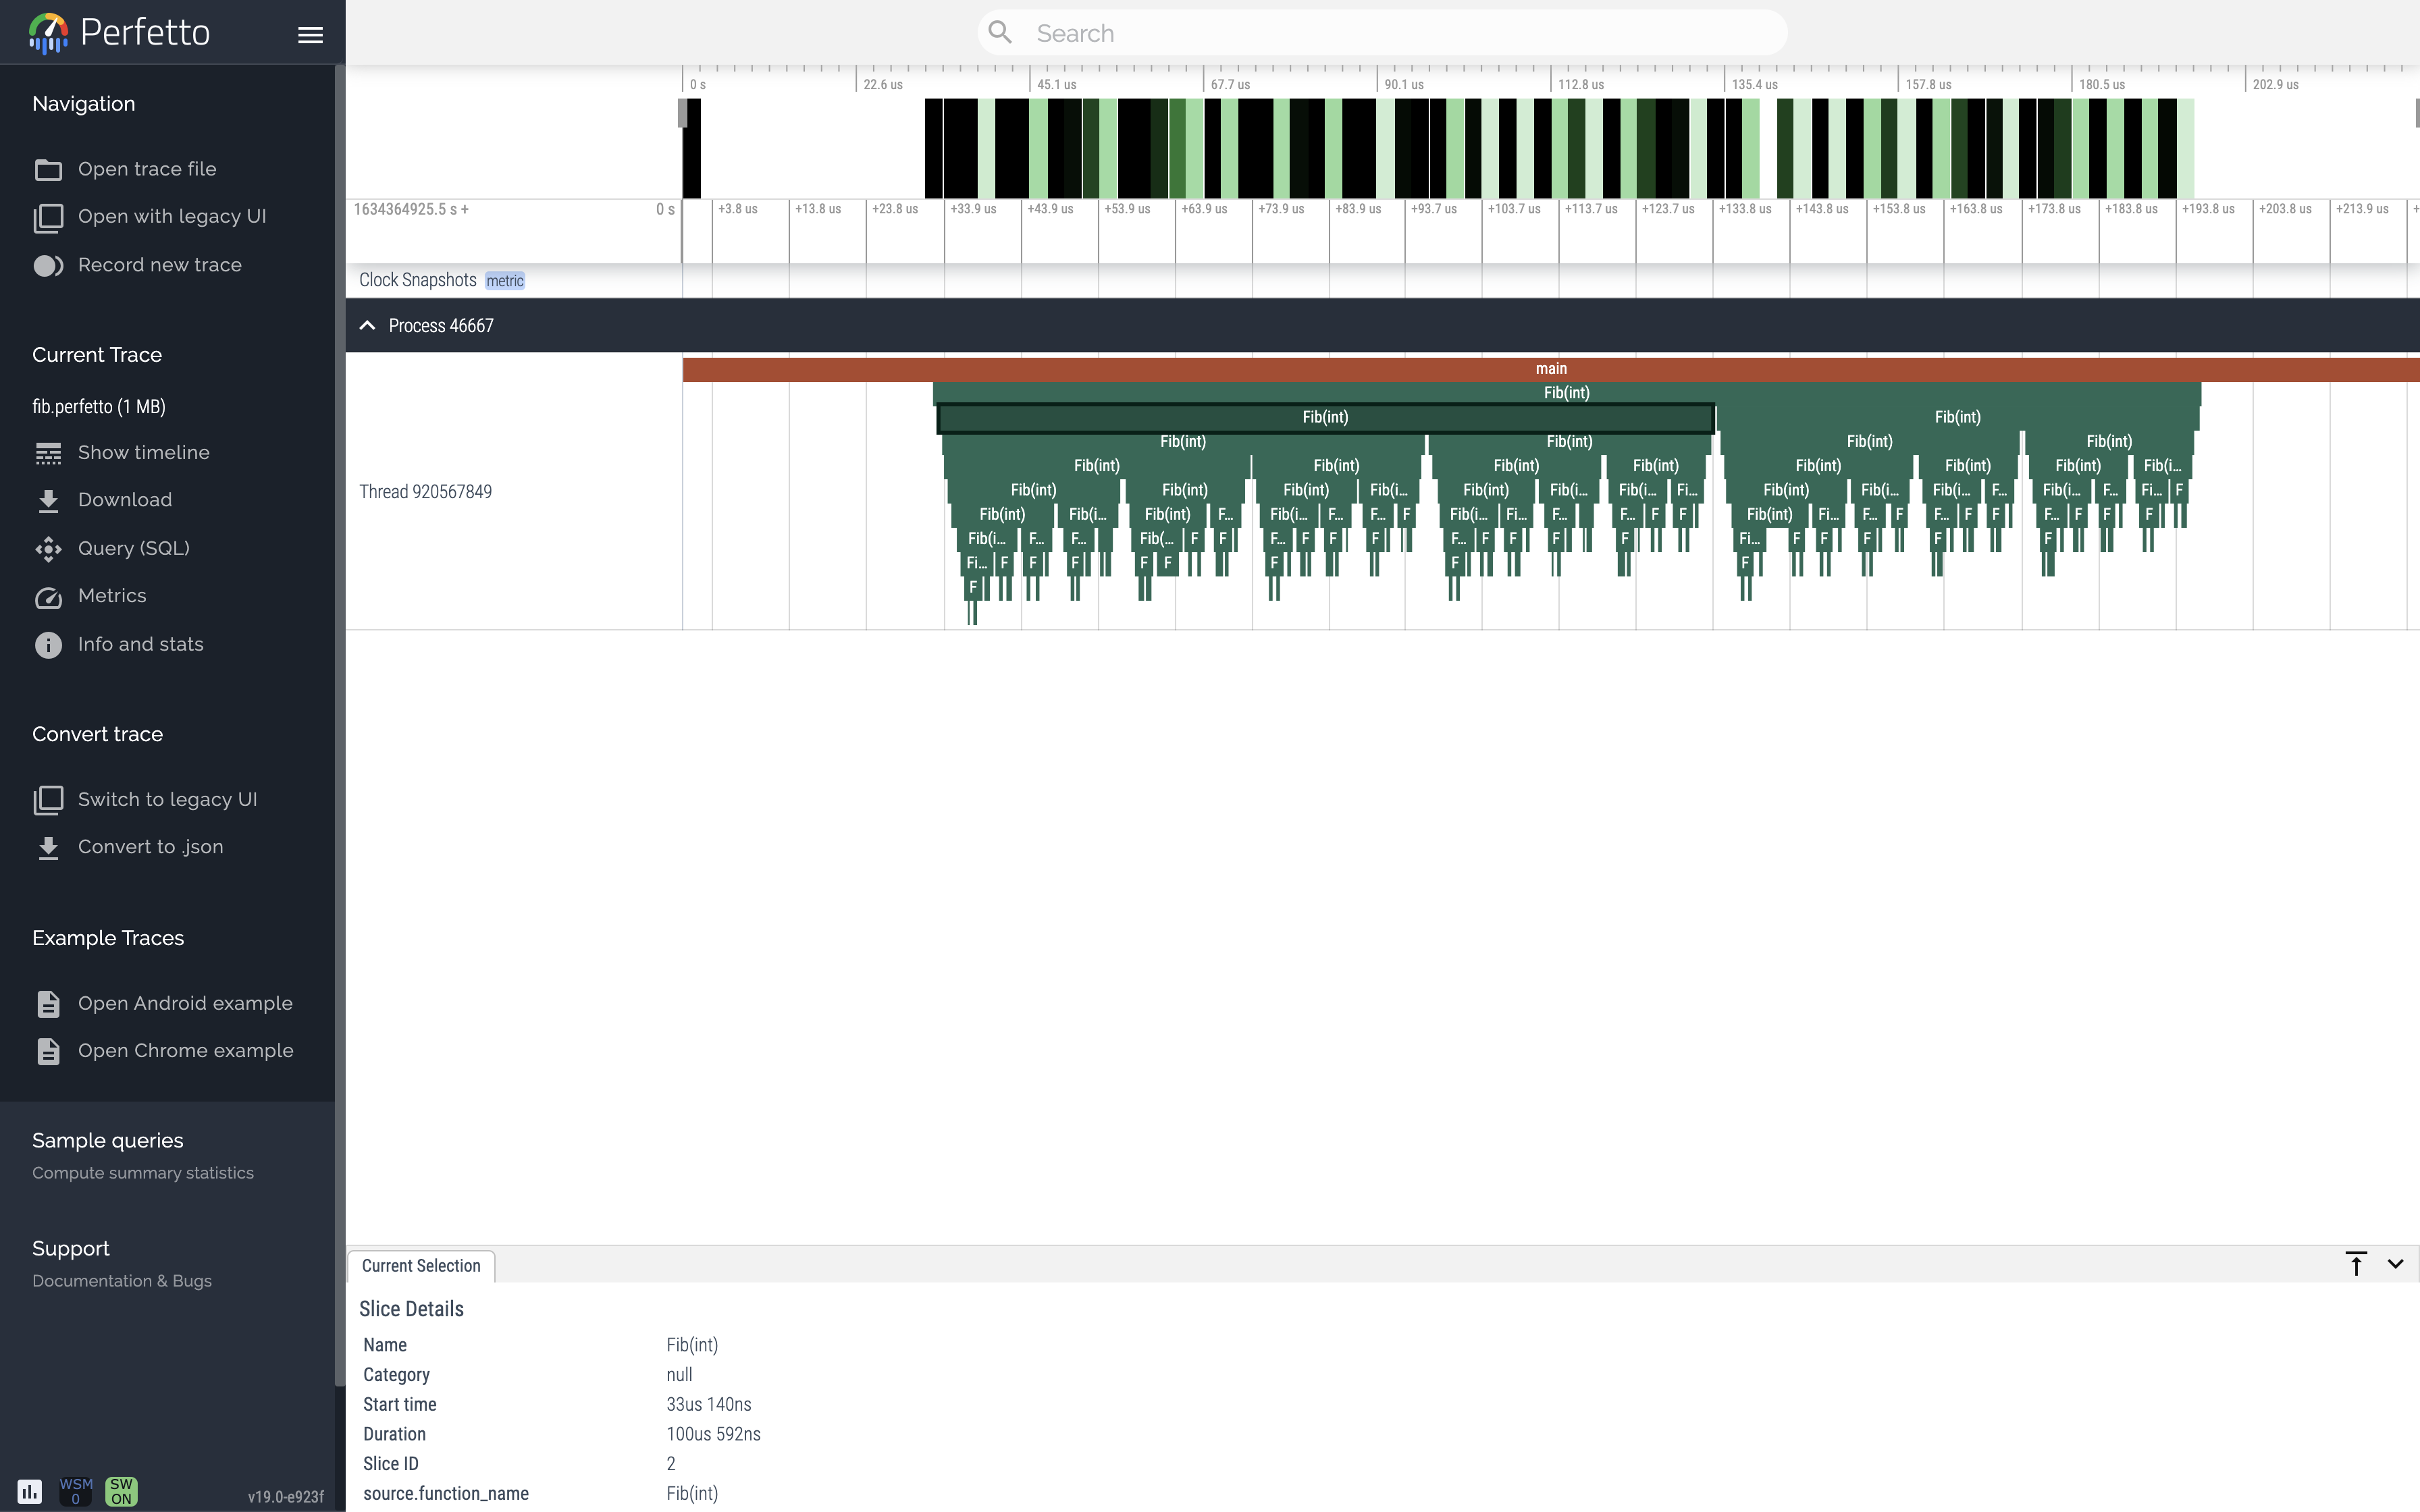 Perfetto
Search
Navigation
Open trace file
Open with legacy UI
Record new trace
Current Trace
fib.perfetto (1 MB)
Show timeline
Download
Query (SQL)
Metrics
Info and stats
Convert trace
Switch to legacy UI
Convert to .json
Example Traces
Open Android example
Open Chrome example
Sample queries
Compute summary statistics
Support
Documentation & Bugs
WSM 0
SW ON
v19.0-e923f
0 s 22.6 us 45.1 us 67.7 us 90.1 us 112.8 us 135.4 us 157.8 us 180.5 us 202.9 us
1634364925.5 s + 0 s +3.8 us +13.8 us +23.8 us +33.9 us +43.9 us +53.9 us +63.9 us +73.9 us +83.9 us +93.7 us +103.7 us +113.7 us +123.7 us +133.8 us +143.8 us +153.8 us +163.8 us +173.8 us +183.8 us +193.8 us +203.8 us +213.9 us +
Clock Snapshots metric
Process 46667
Thread 920567849
main
Fib(int)
Fib(int) Fib(int)
Fib(int) Fib(int) Fib(int) Fib(int)
Fib(int) Fib(int) Fib(int) Fib(int) Fib(int) Fib(int) Fib(int) Fib(i...
Fib(int) Fib(int) Fib(int) Fib(i... Fib(int) Fib(i... Fib(i... Fi... Fib(int) Fib(i... Fib(i... F... Fib(i... F... Fi... F
Fib(int) Fib(i... Fib(int) F... Fib(i... F... F... F Fib(i... Fi... F... F... F F Fib(int) Fi... F... F F... F F F... F F F
Fib(i... F... F... Fib(... F F F... F F F F... F F F F Fi... F F F F F
Fi... F F F F F F F F F
F
Current Selection
Slice Details
Name Fib(int)
Category null
Start time 33us 140ns
Duration 100us 592ns
Slice ID 2
source.function_name Fib(int)